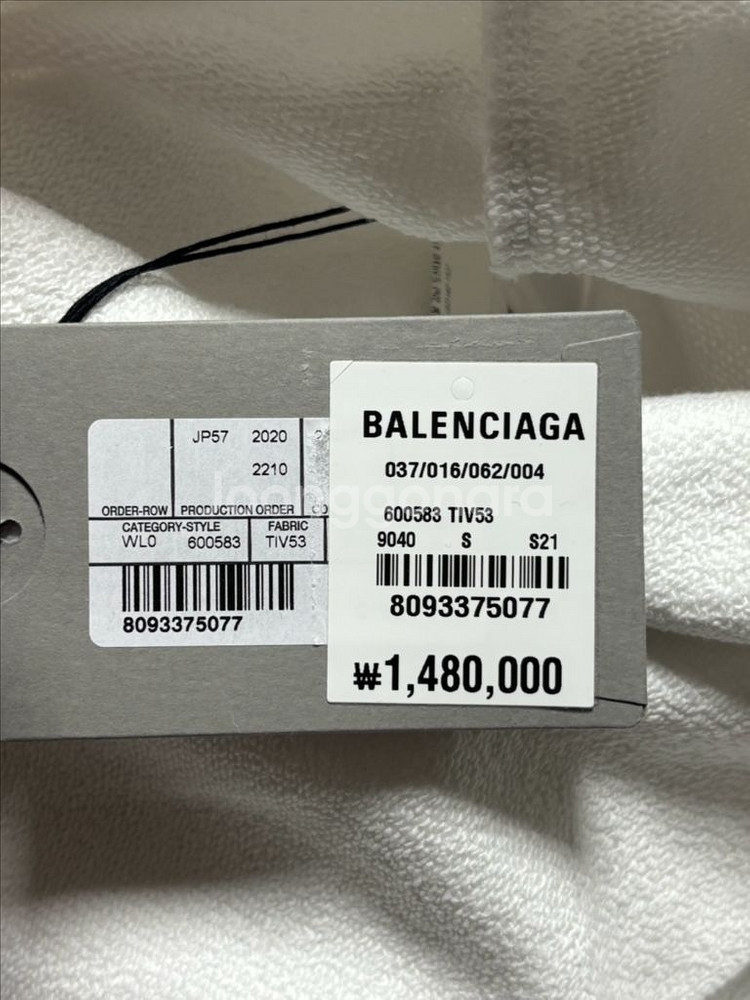 JP57 2020
2210
ORDER-ROW PRODUCTION ORDER
CATEGORY-STYLE FABRIC
WL0 600583 TIV53
8093375077
BALENCIAGA
037/016/062/004
600583 TIV53
9040 S S21
8093375077
₩1,480,000
joonggonara